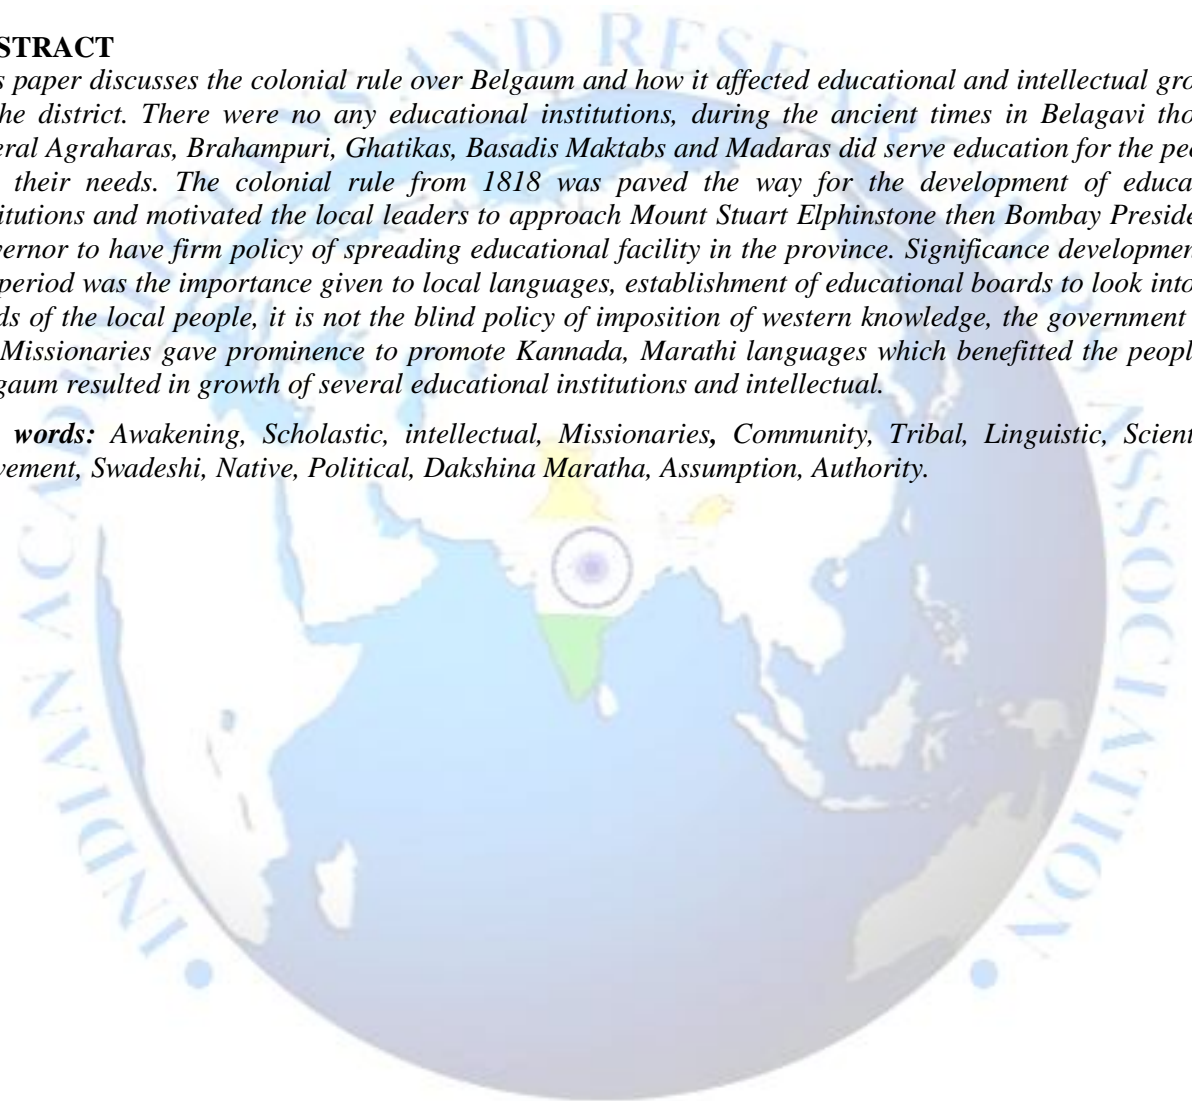 STRACT
s paper discusses the colonial rule over Belgaum and how it affected educational and intellectual gro
he district. There were no any educational institutions, during the ancient times in Belagavi tho
eral Agraharas, Brahampuri, Ghatikas, Basadis Maktabs and Madaras did serve education for the pe
their needs. The colonial rule from 1818 was paved the way for the development of educa
itutions and motivated the local leaders to approach Mount Stuart Elphinstone then Bombay Preside
vernor to have firm policy of spreading educational facility in the province. Significance developmen
period was the importance given to local languages, establishment of educational boards to look into
ds of the local people, it is not the blind policy of imposition of western knowledge, the government
Missionaries gave prominence to promote Kannada, Marathi languages which benefitted the peopl
gaum resulted in growth of several educational institutions and intellectual.
words: Awakening, Scholastic, intellectual, Missionaries, Community, Tribal, Linguistic, Scient
vement, Swadeshi, Native, Political, Dakshina Maratha, Assumption, Authority.
INDIAN ACADEMICIANS AND RESEARCHERS ASSOCIATION